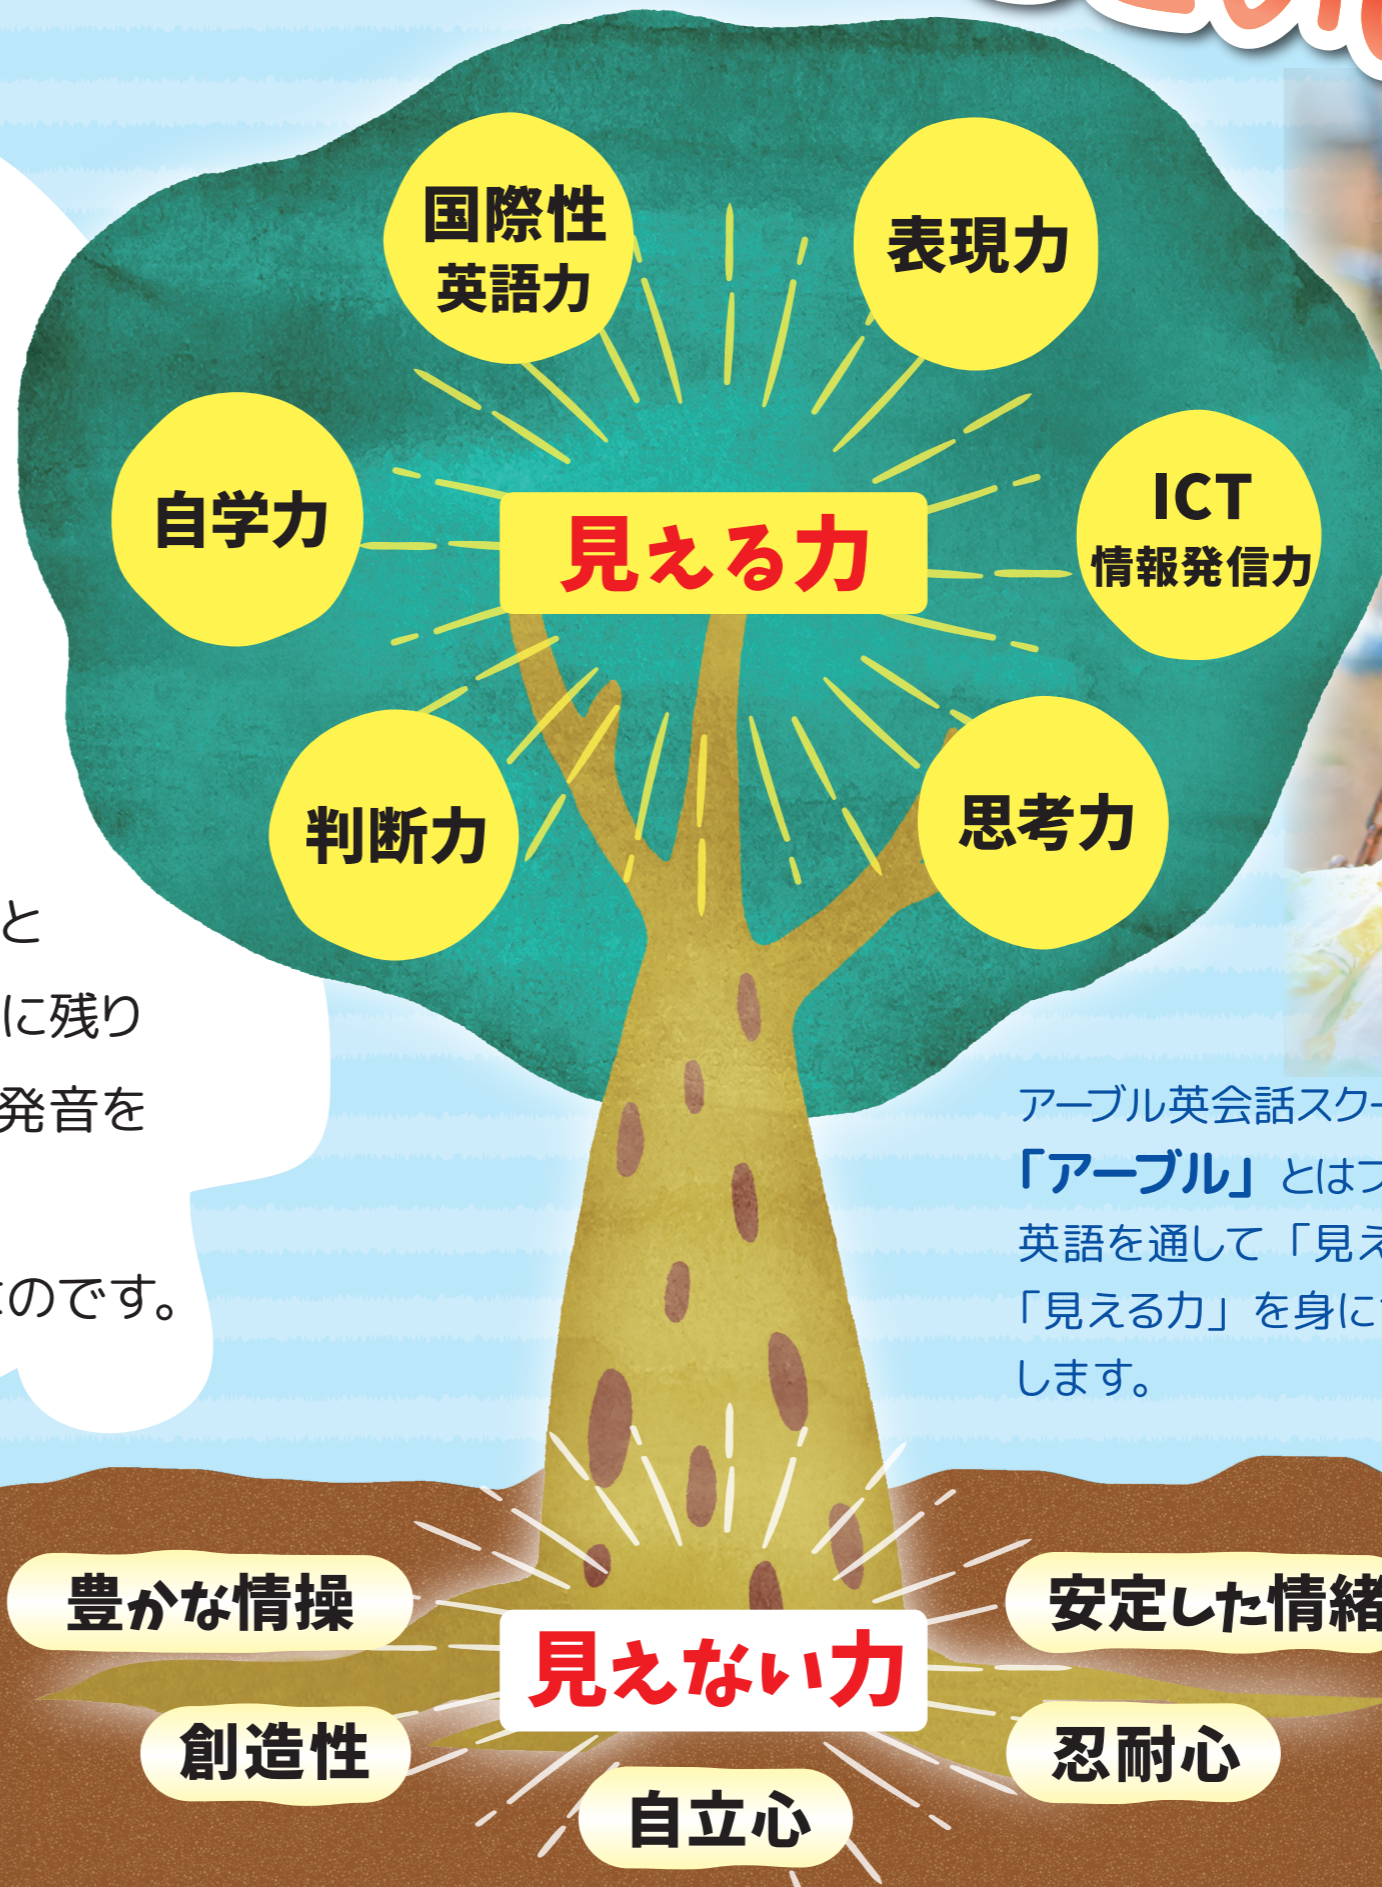 国際性
英語力
表現力
自学力
ICT
情報発信力
見える力
判断力
思考力
と
に残り
発音を
のです。
アーブル英会話スクー
「アーブル」とはフ
英語を通して「見え
「見える力」を身に
します。
豊かな情操
安定した情緒
見えない力
創造性
忍耐心
自立心